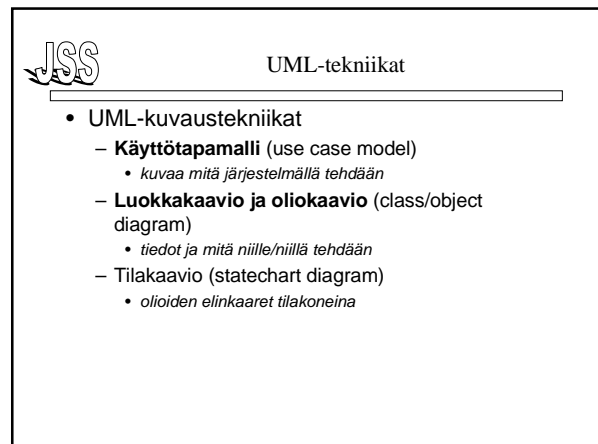 JSS
UML-tekniikat
• UML-kuvaustekniikat
– Käyttötapamalli (use case model)
• kuvaa mitä järjestelmällä tehdään
– Luokkakaavio ja oliokaavio (class/object
diagram)
• tiedot ja mitä niille/niillä tehdään
– Tilakaavio (statechart diagram)
• olioiden elinkaaret tilakoneina